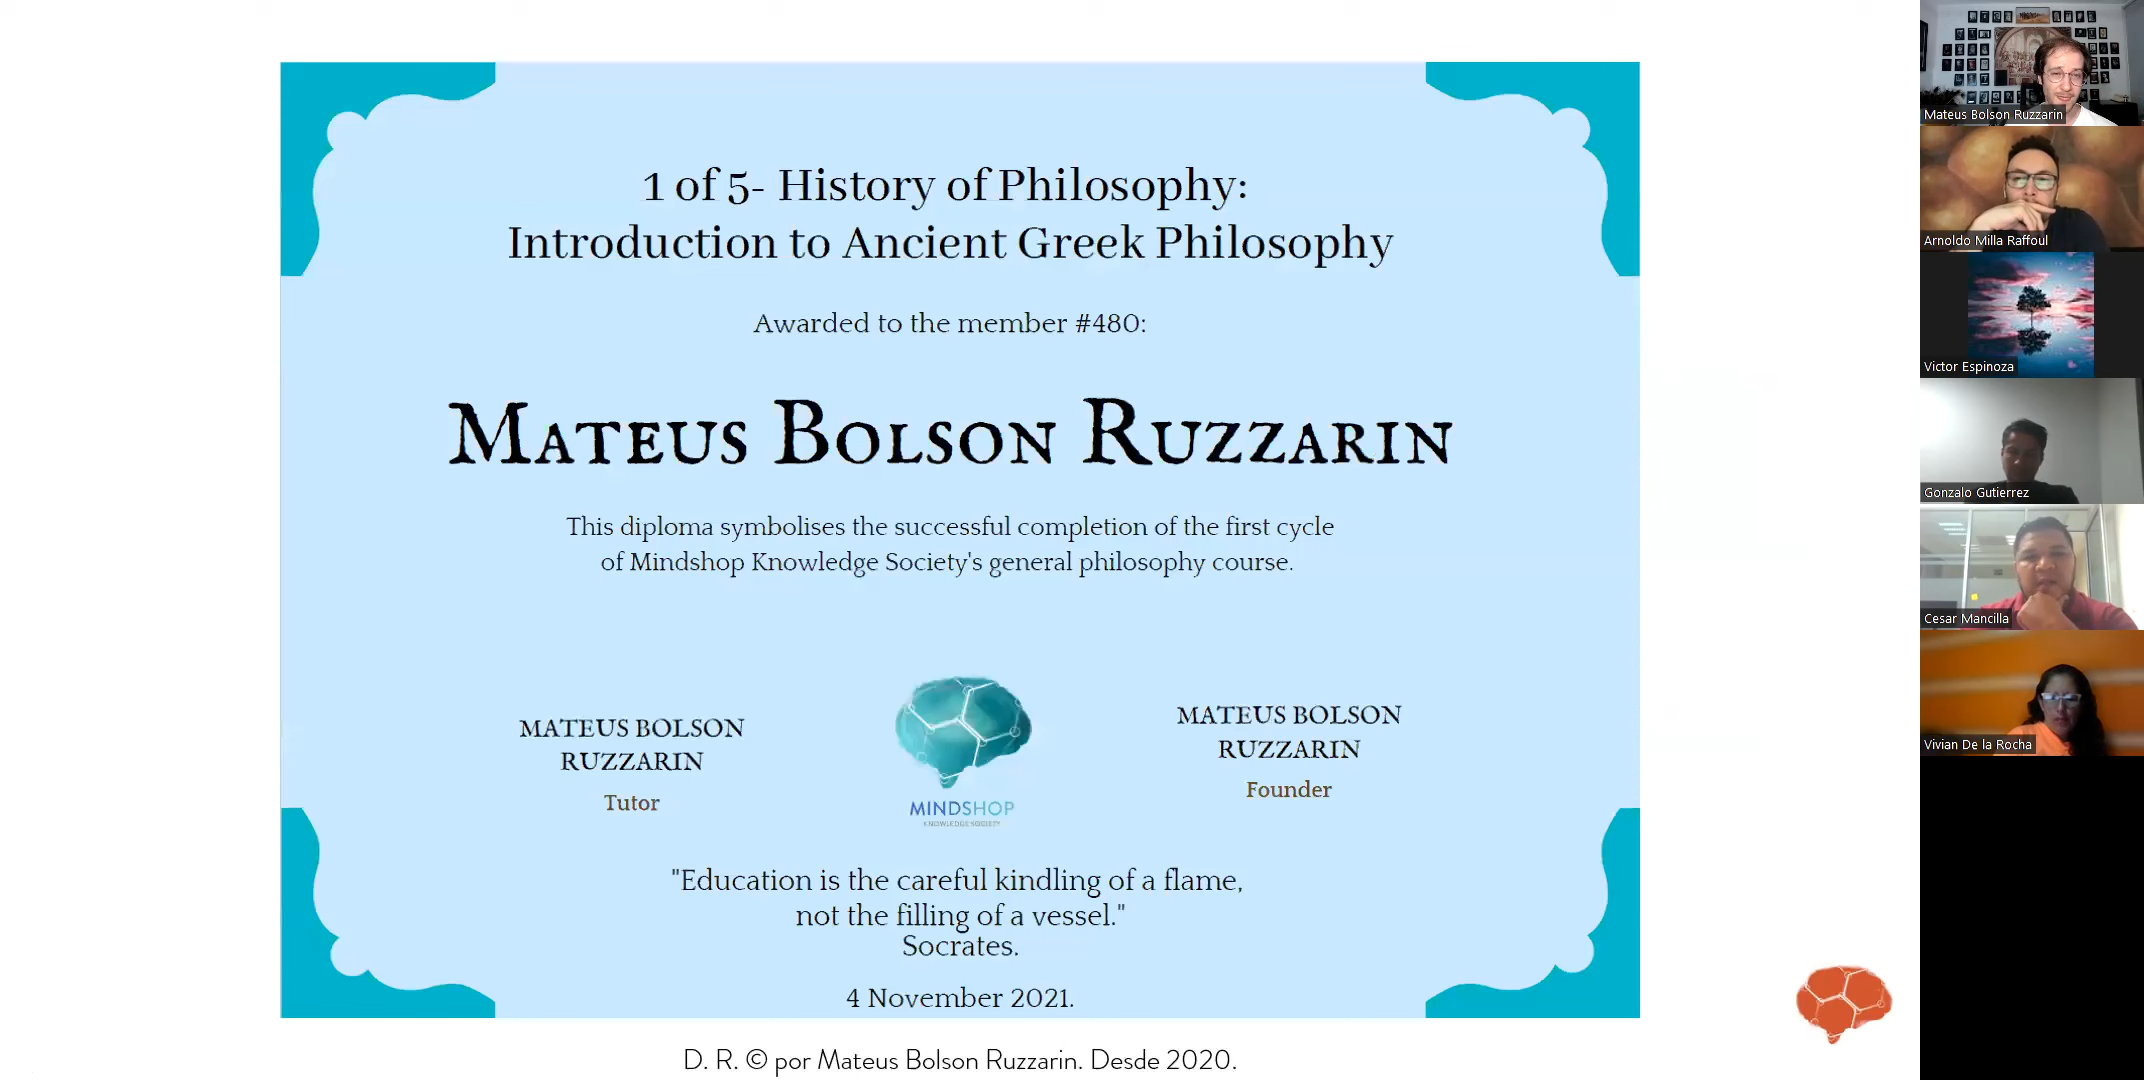 1 of 5- History of Philosophy:
Introduction to Ancient Greek Philosophy
Awarded to the member #480:
Mateus Bolson Ruzzarin
This diploma symbolises the successful completion of the first cycle
of Mindshop Knowledge Society's general philosophy course.
MATEUS BOLSON
RUZZARIN
Tutor
MINDSHOP
KNOWLEDGE SOCIETY
MATEUS BOLSON
RUZZARIN
Founder
"Education is the careful kindling of a flame,
not the filling of a vessel."
Socrates.
4 November 2021.
D. R. © por Mateus Bolson Ruzzarin. Desde 2020.
Mateus Bolson Ruzzarin
Arnoldo Milla Raffoul
Victor Espinoza
Gonzalo Gutierrez
Cesar Mancilla
Vivian De la Rocha